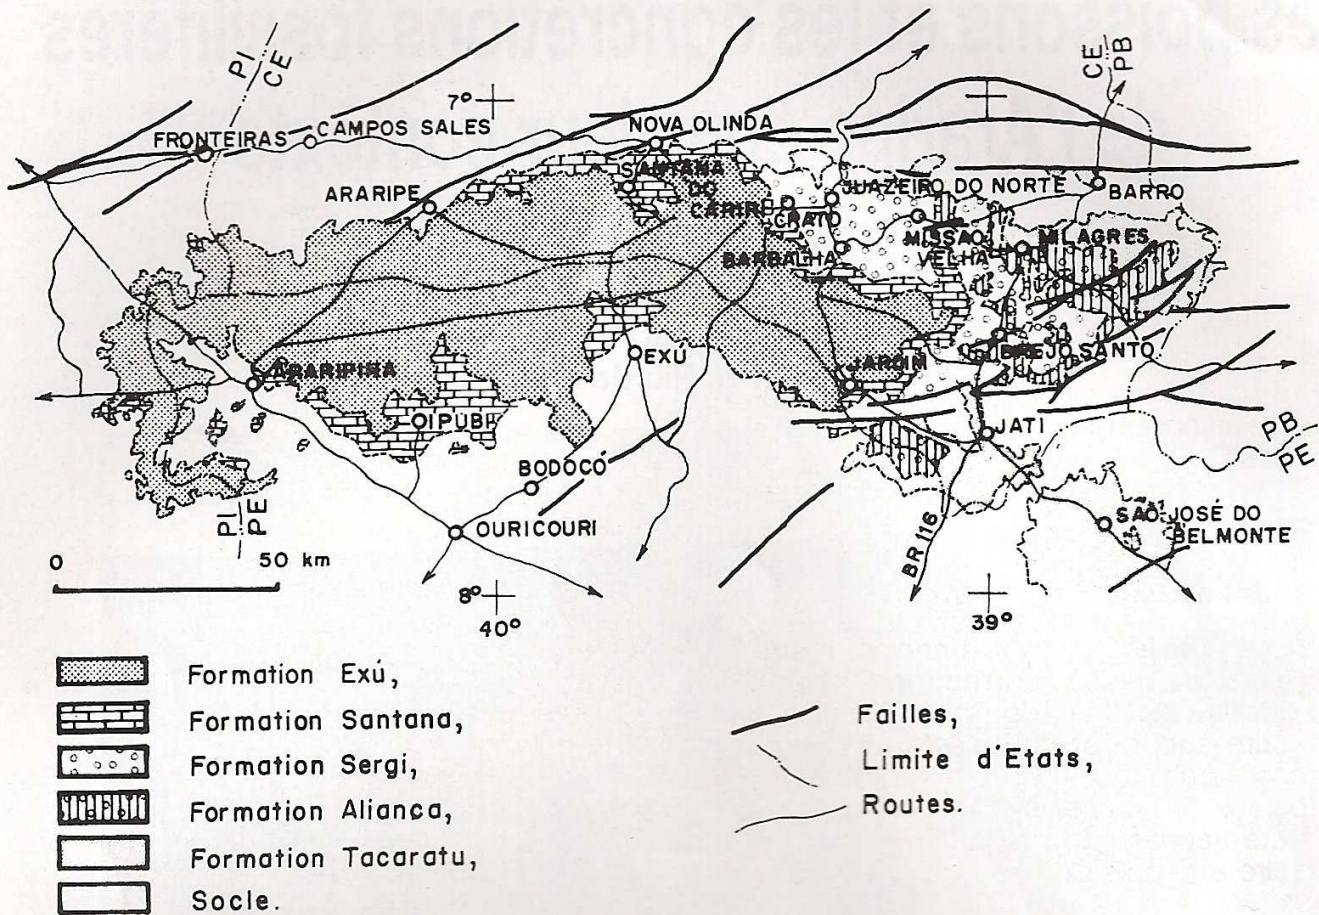 PI
CE
CE
PB
7°
FRONTEIRAS
CAMPOS SALES
NOVA OLINDA
SANTANA
DO
CARIRI
ARARIPE
CRATO
JUAZEIRO DO NORTE
BARRO
BARBALHA
MISSAO
VELHA
MILAGRES
EXÚ
ARARIPINA
JARDIM
BREJO SANTO
IPUBI
JATI
BODOCÓ
PB
PE
PI
PE
OURICOURI
SAO JOSÉ DO
BELMONTE
BR 116
0 50 km
8°
40°
39°
Formation Exú,
Formation Santana,
Formation Sergi,
Formation Aliança,
Formation Tacaratu,
Socle.
Failles,
Limite d'Etats,
Routes.